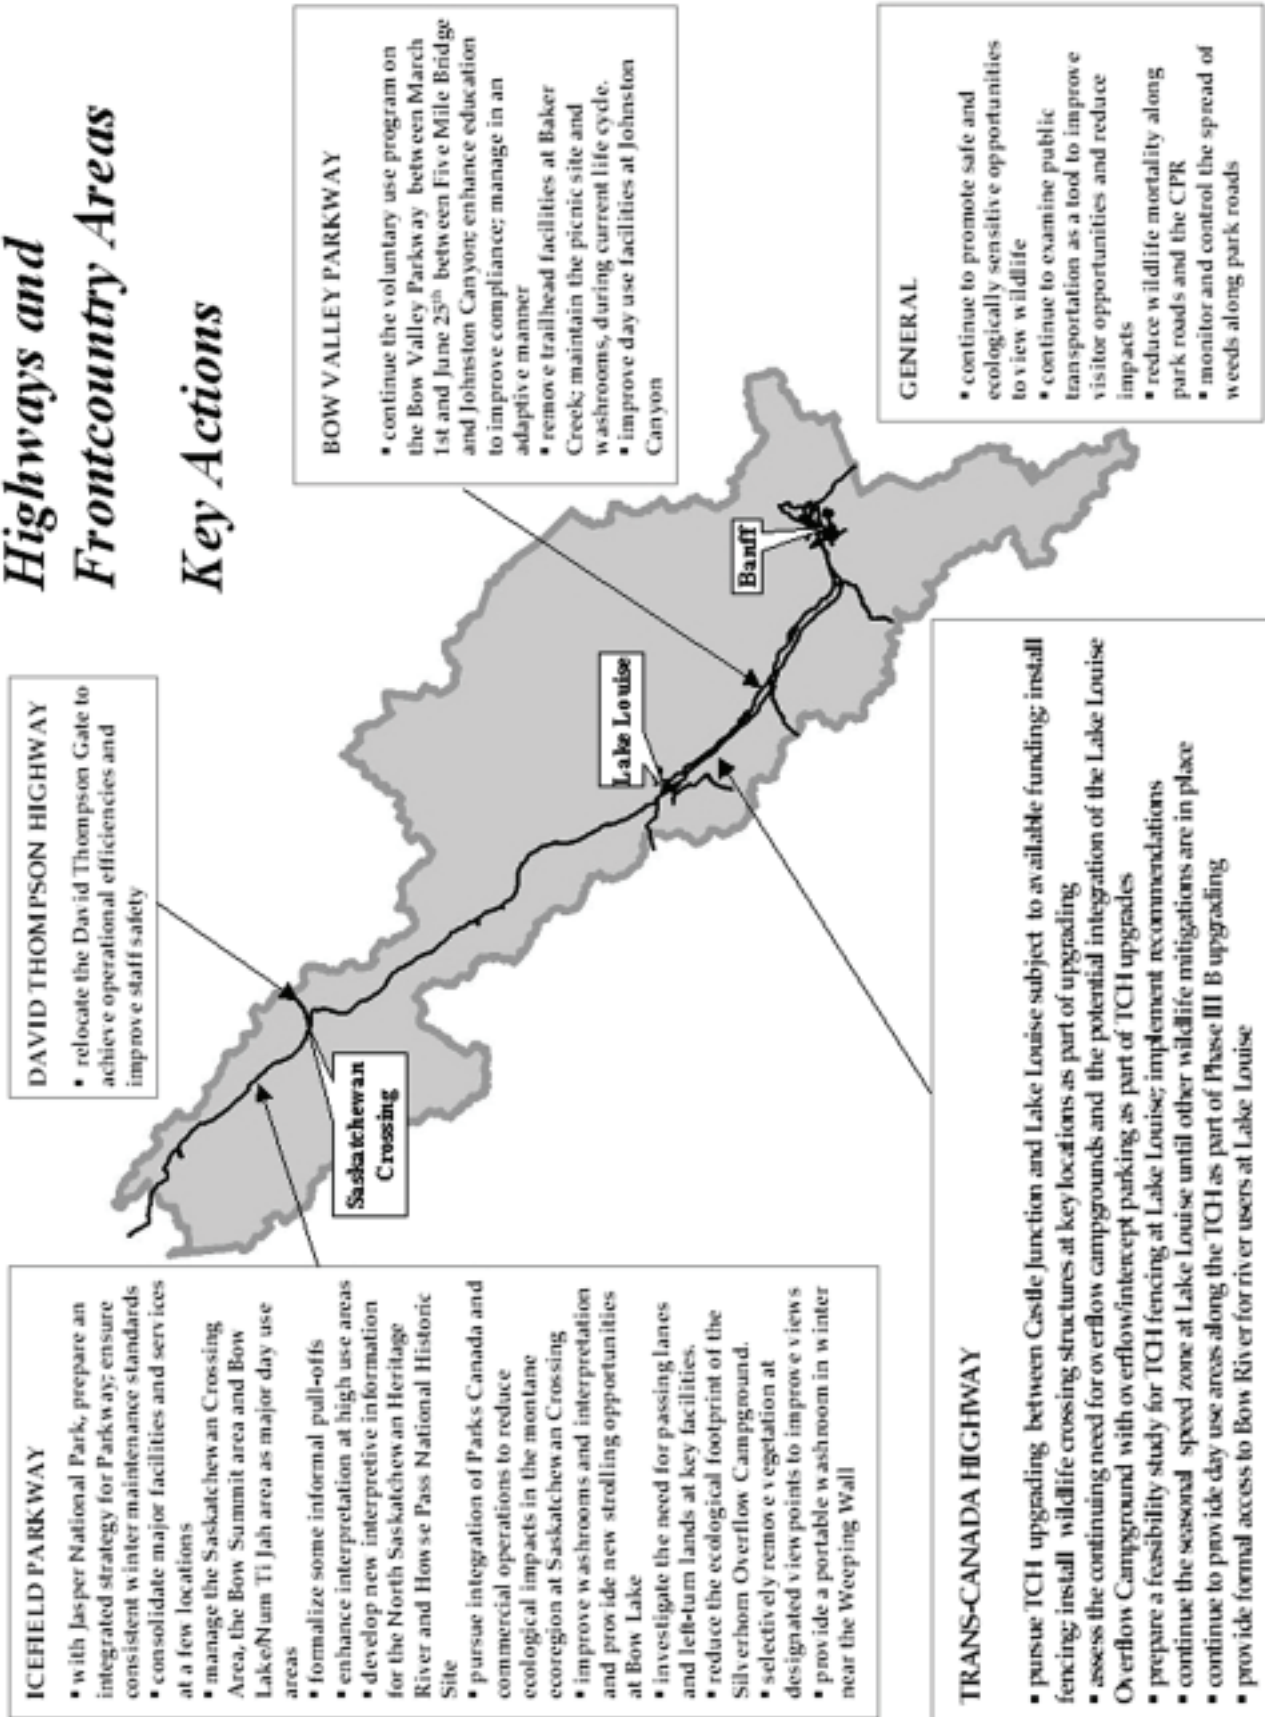 Highways and
Frontcountry Areas
Key Actions
ICEFIELD PARKWAY
▪ with Jasper National Park, prepare an
integrated strategy for Parkway; ensure
consistent winter maintenance standards
▪ consolidate major facilities and services
at a few locations
▪ manage the Saskatchewan Crossing
Area, the Bow Summit area and Bow
Lake/Num Ti Jah area as major day use
areas
▪ formalize some informal pull-offs
▪ enhance interpretation at high use areas
▪ develop new interpretive information
for the North Saskatchewan Heritage
River and Howse Pass National Historic
Site
▪ pursue integration of Parks Canada and
commercial operations to reduce
ecological impacts in the montane
ecoregion at Saskatchewan Crossing
▪ improve washrooms and interpretation
and provide new strolling opportunities
at Bow Lake
▪ investigate the need for passing lanes
and left-turn lands at key facilities.
▪ reduce the ecological footprint of the
Silverhorn Overflow Campground.
▪ selectively remove vegetation at
designated viewpoints to improve views
▪ provide a portable washroom in winter
near the Weeping Wall
DAVID THOMPSON HIGHWAY
▪ relocate the David Thompson Gate to
achieve operational efficiencies and
improve staff safety
BOW VALLEY PARKWAY
▪ continue the voluntary use program on
the Bow Valley Parkway between March
1st and June 25th between Five Mile Bridge
and Johnston Canyon; enhance education
to improve compliance; manage in an
adaptive manner
▪ remove trailhead facilities at Baker
Creek; maintain the picnic site and
washrooms, during current life cycle.
▪ improve day use facilities at Johnston
Canyon
Saskatchewan
Crossing
Lake Louise
Banff
GENERAL
▪ continue to promote safe and
ecologically sensitive opportunities
to view wildlife
▪ continue to examine public
transportation as a tool to improve
visitor opportunities and reduce
impacts
▪ reduce wildlife mortality along
park roads and the CPR
▪ monitor and control the spread of
weeds along park roads
TRANS-CANADA HIGHWAY
▪ pursue TCH upgrading between Castle Junction and Lake Louise subject to available funding; install
fencing; install wildlife crossing structures at key locations as part of upgrading
▪ assess the continuing need for overflow campgrounds and the potential integration of the Lake Louise
Overflow Campground with overflow/intercept parking as part of TCH upgrades
▪ prepare a feasibility study for TCH fencing at Lake Louise; implement recommendations
▪ continue the seasonal speed zone at Lake Louise until other wildlife mitigations are in place
▪ continue to provide day use areas along the TCH as part of Phase III B upgrading
▪ provide formal access to Bow River for river users at Lake Louise